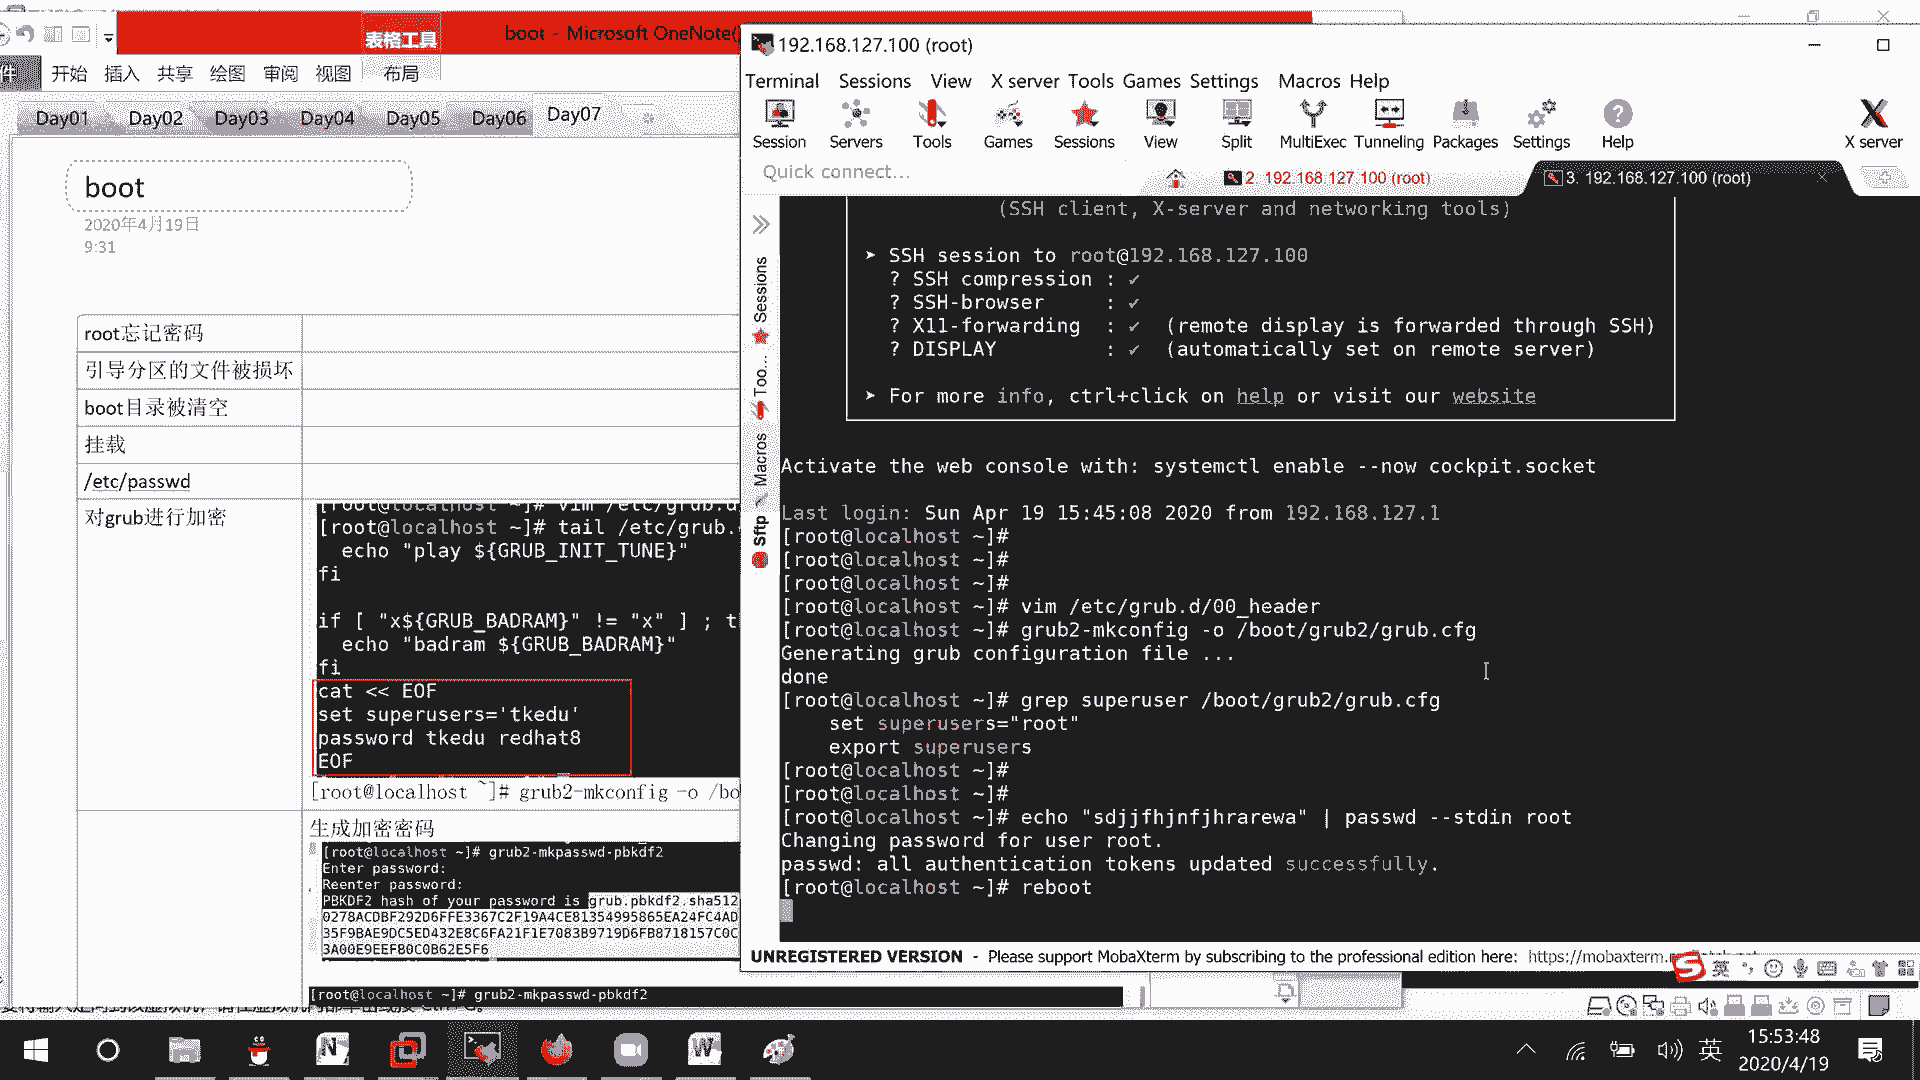 表格工具
boot - Microsoft OneNote
件
开始
插入
共享
绘图
审阅
视图
布局
Day01
Day02
Day03
Day04
Day05
Day06
Day07
boot
2020年4月19日
9:31
root忘记密码
引导分区的文件被损坏
boot目录被清空
挂载
/etc/passwd
对grub进行加密
[root@localhost ~]# vim /etc/grub.d
[root@localhost ~]# tail /etc/grub.
echo "play ${GRUB_INIT_TUNE}"
fi
if [ "x${GRUB_BADRAM}" != "x" ] ; t
echo "badram ${GRUB_BADRAM}"
fi
cat << EOF
set superusers='tkedu'
password tkedu redhat8
EOF
[root@localhost ~]# grub2-mkconfig -o /bo
生成加密密码
[root@localhost ~]# grub2-mkpasswd-pbkdf2
Enter password:
Reenter password:
PBKDF2 hash of your password is grub.pbkdf2.sha512
0278ACDBF292D6FFE3367C2F19A4CE81354995865EA24FC4AD
35F9BAE9DC5ED432E8C6FA21F1E7083B9719D6FB8718157C0C
3A00E9EEFB0C0B62E5F6
[root@localhost ~]# grub2-mkpasswd-pbkdf2
192.168.127.100 (root)
Terminal Sessions View X server Tools Games Settings Macros Help
Session Servers Tools Games Sessions View Split MultiExec Tunneling Packages Settings Help X server
Quick connect...
2. 192.168.127.100 (root)
3. 192.168.127.100 (root)
Sessions
Too...
Macros
Sftp
(SSH client, X-server and networking tools)
➤ SSH session to root@192.168.127.100
? SSH compression : ✓
? SSH-browser : ✓
? X11-forwarding : ✓ (remote display is forwarded through SSH)
? DISPLAY : ✓ (automatically set on remote server)
➤ For more info, ctrl+click on help or visit our website
Activate the web console with: systemctl enable --now cockpit.socket
Last login: Sun Apr 19 15:45:08 2020 from 192.168.127.1
[root@localhost ~]#
[root@localhost ~]#
[root@localhost ~]#
[root@localhost ~]# vim /etc/grub.d/00_header
[root@localhost ~]# grub2-mkconfig -o /boot/grub2/grub.cfg
Generating grub configuration file ...
done
[root@localhost ~]# grep superuser /boot/grub2/grub.cfg
set superusers="root"
export superusers
[root@localhost ~]#
[root@localhost ~]#
[root@localhost ~]# echo "sdjjfhjnfjhrarewa" | passwd --stdin root
Changing password for user root.
passwd: all authentication tokens updated successfully.
[root@localhost ~]# reboot
UNREGISTERED VERSION - Please support MobaXterm by subscribing to the professional edition here: https://mobaxterm.
英
英
15:53:48
2020/4/19